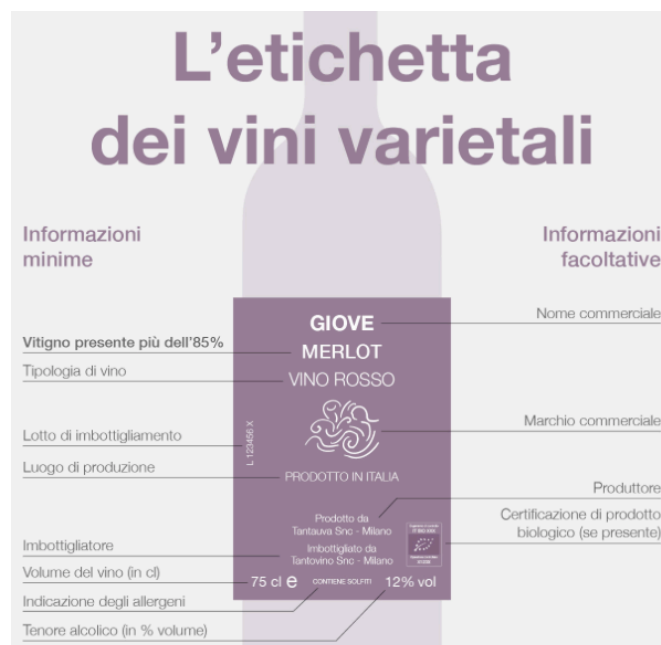 L'etichetta
dei vini varietali
Informazioni
minime
Informazioni
facoltative
Vitigno presente più dell'85%
Tipologia di vino
Lotto di imbottigliamento
Luogo di produzione
Imbottigliatore
Volume del vino (in cl)
Indicazione degli allergeni
Tenore alcolico (in % volume)
GIOVE
MERLOT
VINO ROSSO
L 123456 X
PRODOTTO IN ITALIA
Prodotto da
Tantauva Snc - Milano
Imbottigliato da
Tantovino Snc - Milano
75 cl e
CONTIENE SOLFITI
12% vol
Nome commerciale
Marchio commerciale
Produttore
Certificazione di prodotto
biologico (se presente)